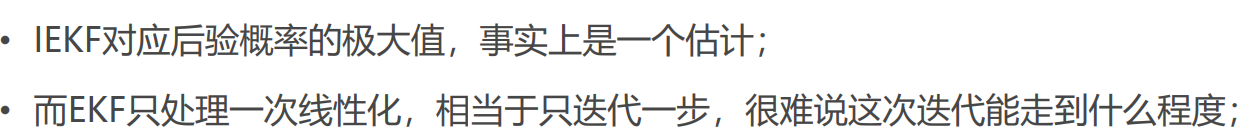 • IEKF对应后验概率的极大值，事实上是一个估计；
• 而EKF只处理一次线性化，相当于只迭代一步，很难说这次迭代能走到什么程度；